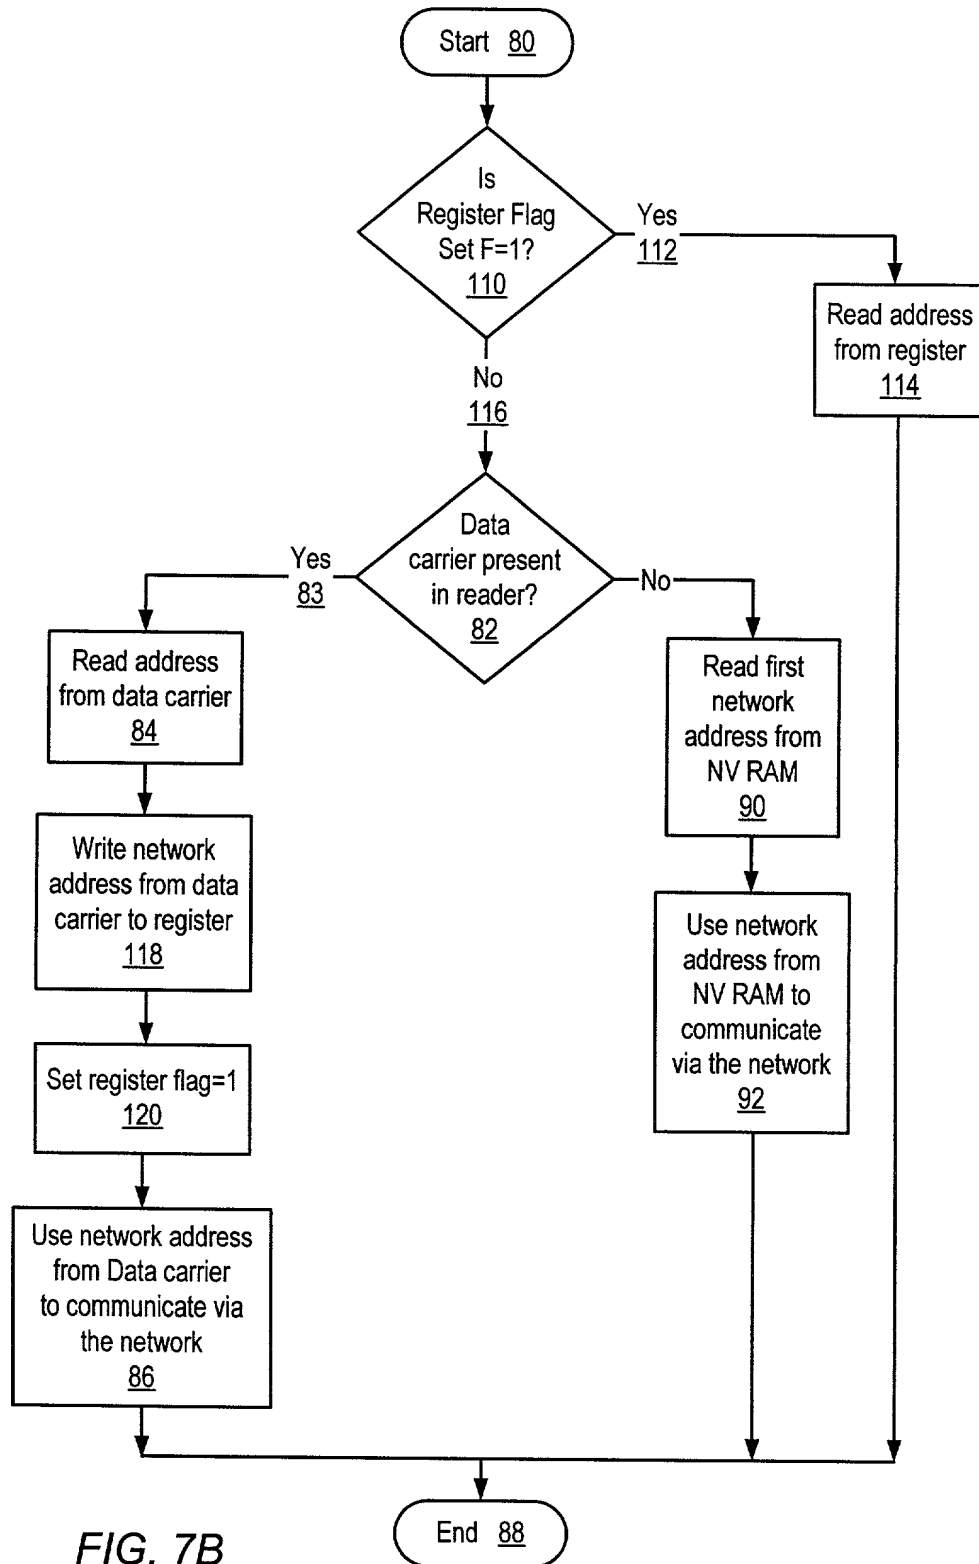 Start 80
Is
Register Flag
Set F=1?
110
Yes
112
Read address
from register
114
No
116
Data
carrier present
in reader?
82
Yes
83
No
Read address
from data carrier
84
Read first
network
address from
NV RAM
90
Write network
address from data
carrier to register
118
Use network
address from
NV RAM to
communicate
via the network
92
Set register flag=1
120
Use network address
from Data carrier
to communicate via
the network
86
End 88
FIG. 7B